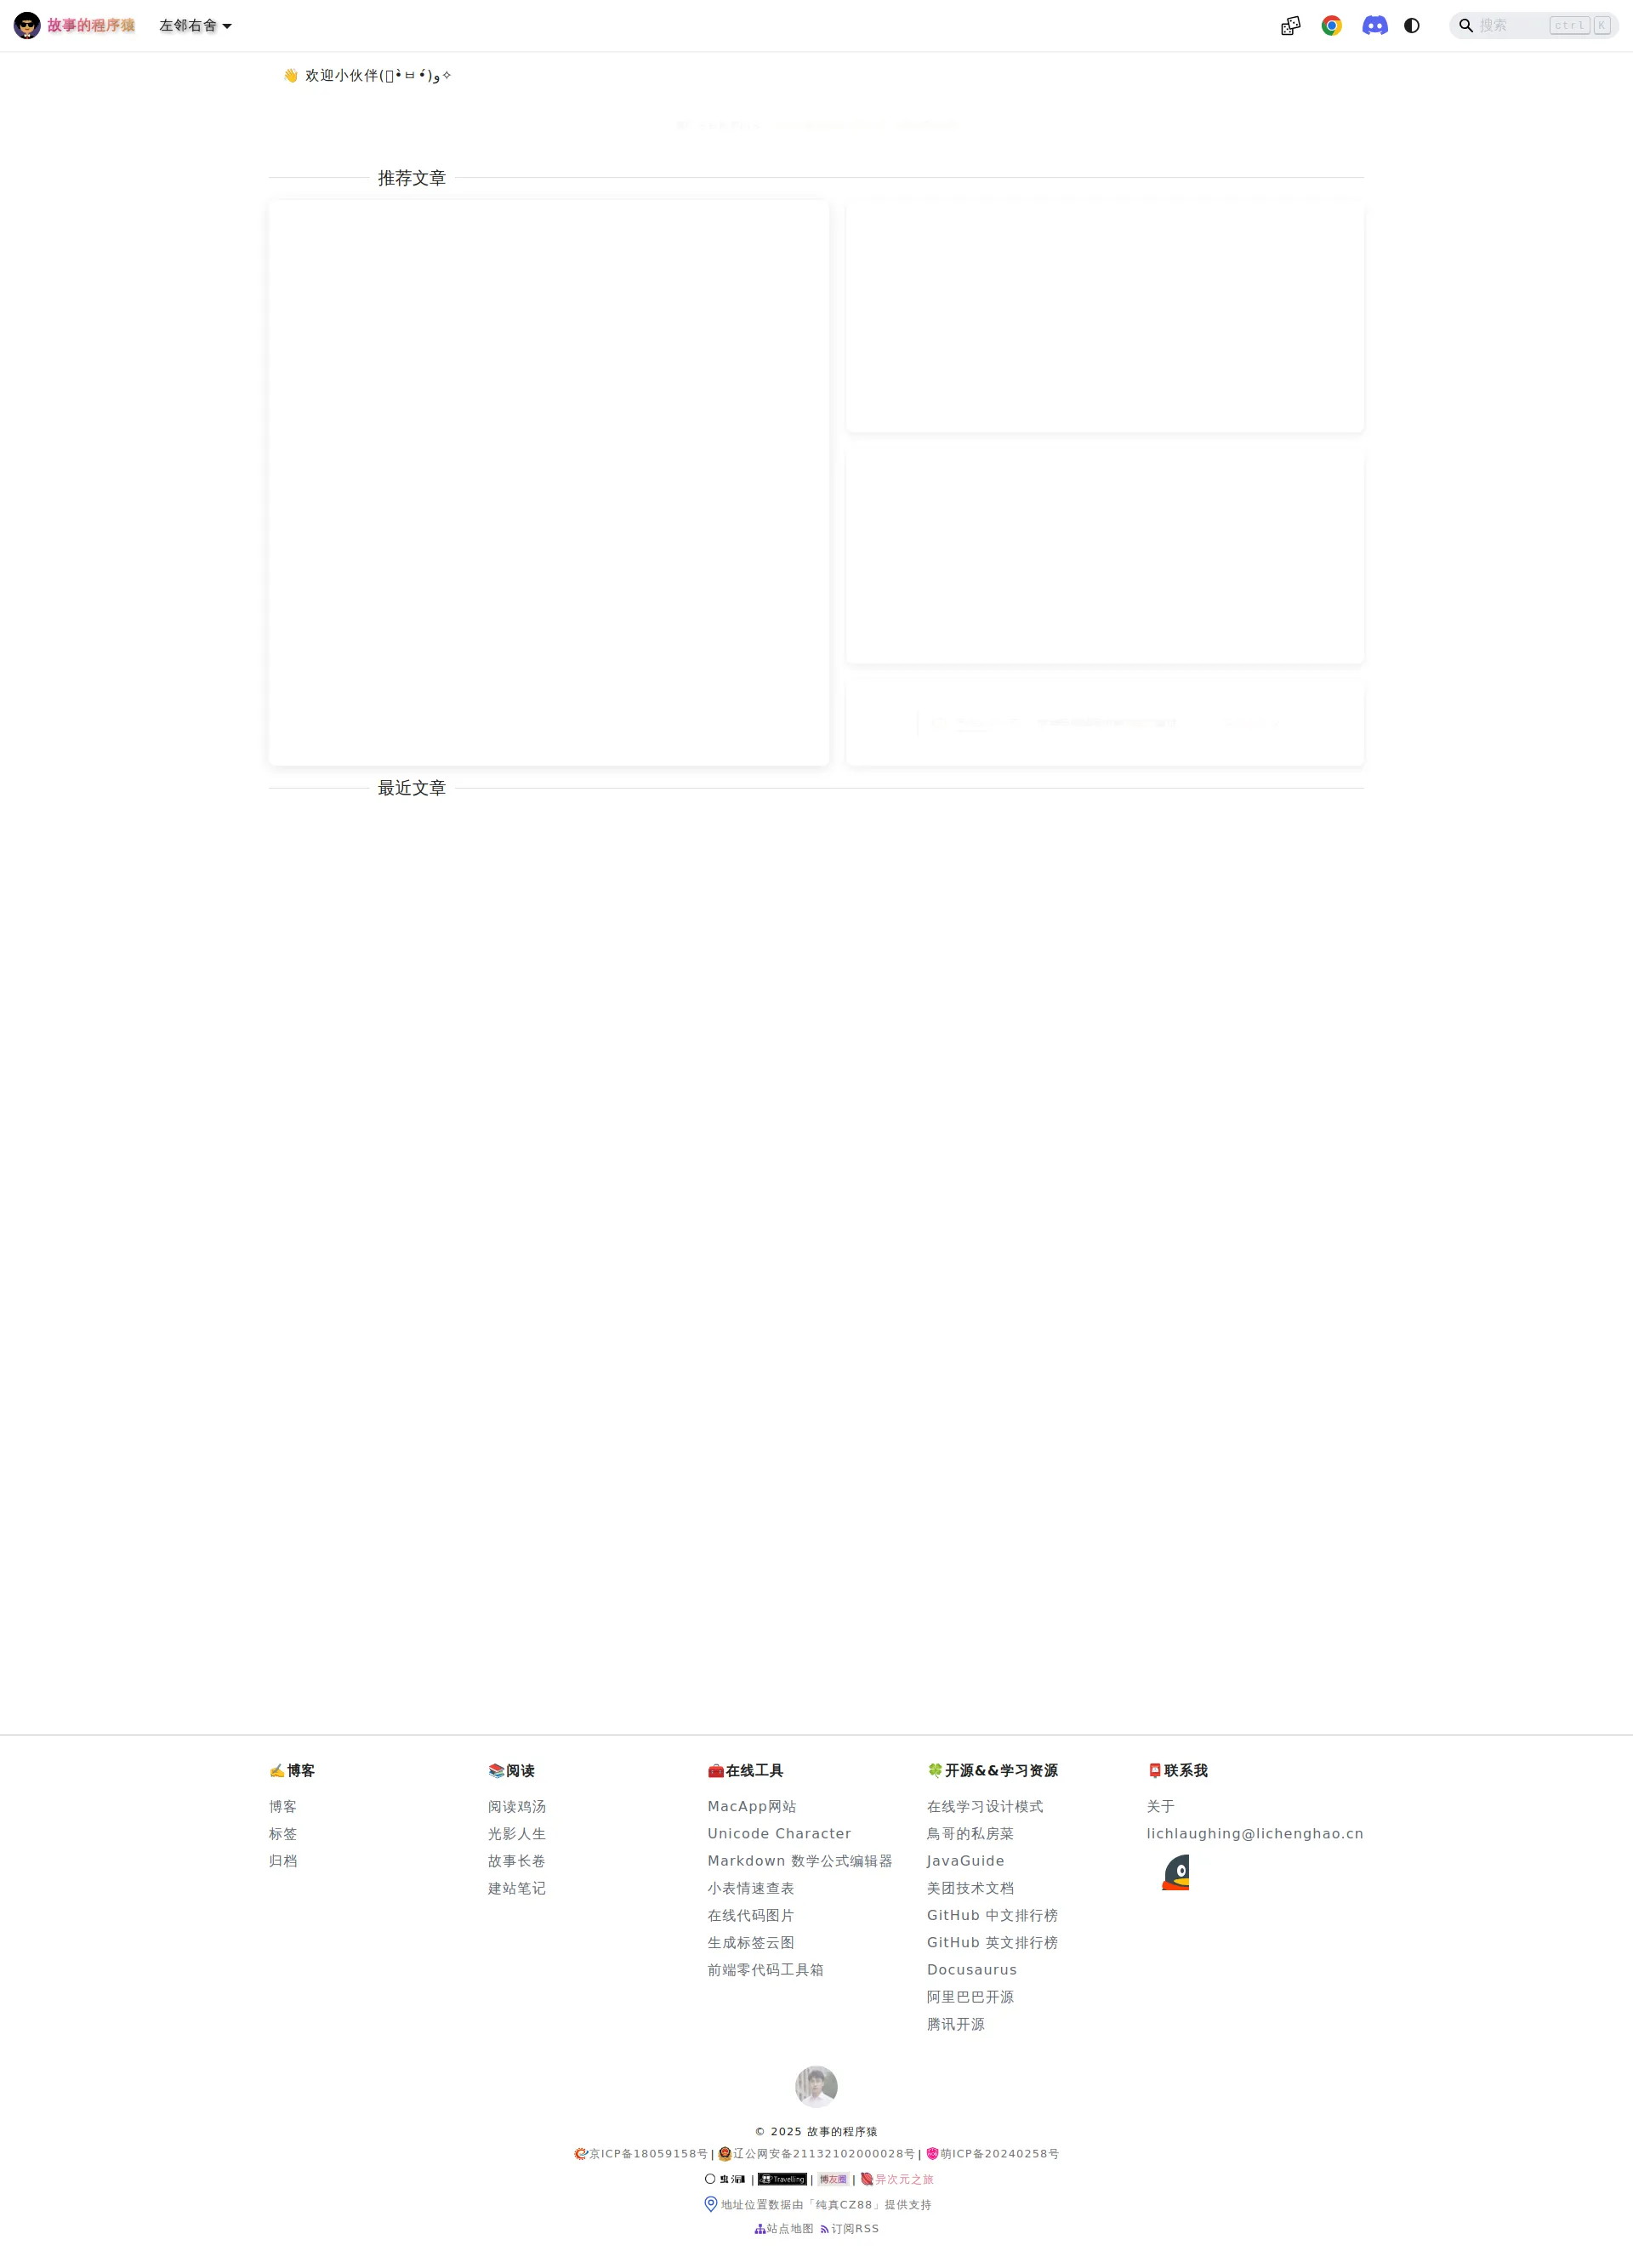 故事的程序猿
左邻右舍
搜索 ctrl K
👋 欢迎小伙伴(๑•̀ㅂ•́)و✧
推荐文章
最近文章
✍️博客
博客
标签
归档
📚阅读
阅读鸡汤
光影人生
故事长卷
建站笔记
🧰在线工具
MacApp网站
Unicode Character
Markdown 数学公式编辑器
小表情速查表
在线代码图片
生成标签云图
前端零代码工具箱
🍀开源&&学习资源
在线学习设计模式
鳥哥的私房菜
JavaGuide
美团技术文档
GitHub 中文排行榜
GitHub 英文排行榜
Docusaurus
阿里巴巴开源
腾讯开源
📮联系我
关于
lichlaughing@lichenghao.cn
© 2025 故事的程序猿
京ICP备18059158号 | 辽公网安备21132102000028号 | 萌ICP备20240258号
| Travelling | 博友圈 | 异次元之旅
地址位置数据由「纯真CZ88」提供支持
站点地图 订阅RSS